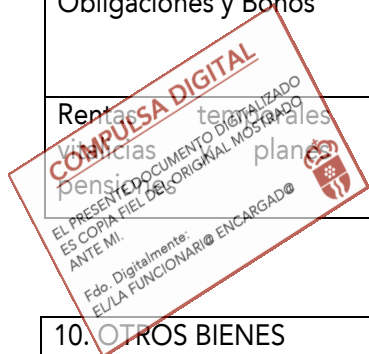 Obligaciones y Bonos
Rentas temporales
vitalicias y planes
pensiones
COMPULSA DIGITAL
EL PRESENTE DOCUMENTO DIGITALIZADO
ES COPIA FIEL DEL ORIGINAL MOSTRADO
ANTE MI.
Fdo. Digitalmente:
EL/LA FUNCIONARI@ ENCARGAD@
10. OTROS BIENES